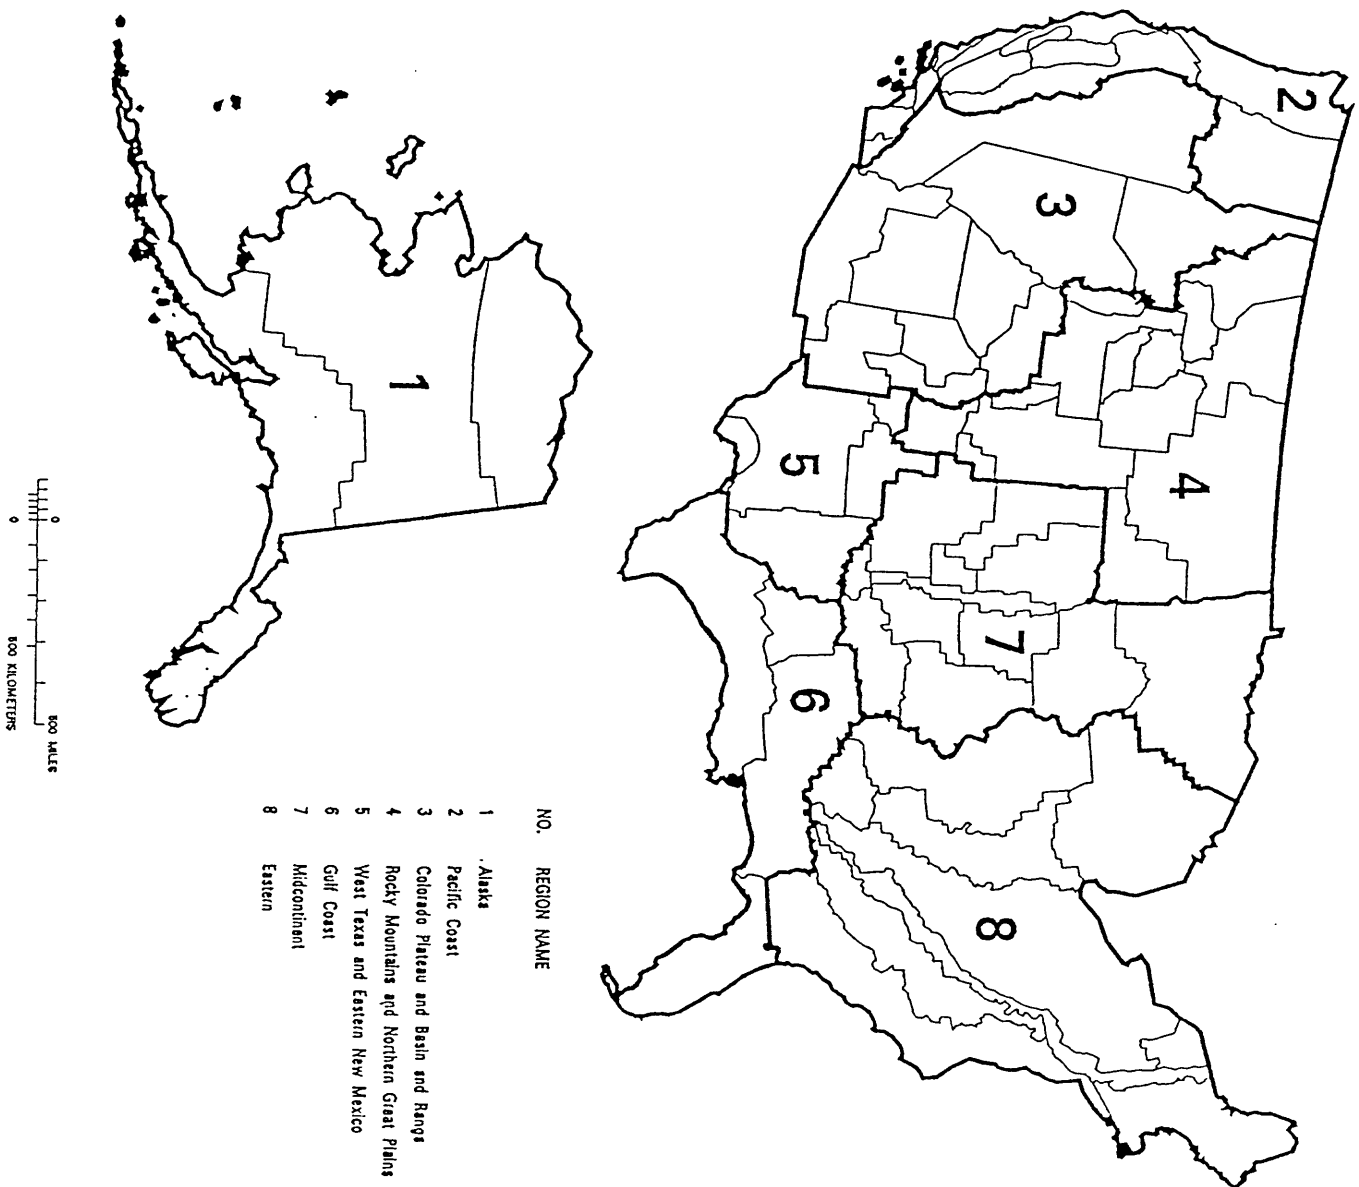 2
3
4
1
5
7
6
8
0 500 MILES
0 500 KILOMETERS
NO. REGION NAME
1 Alaska
2 Pacific Coast
3 Colorado Plateau and Basin and Range
4 Rocky Mountains and Northern Great Plains
5 West Texas and Eastern New Mexico
6 Gulf Coast
7 Midcontinent
8 Eastern